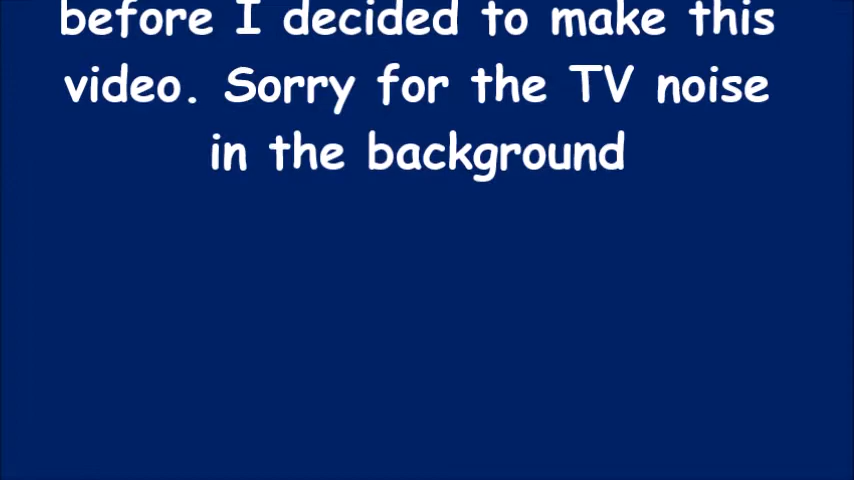 before I decided to make this
video. Sorry for the TV noise
in the background